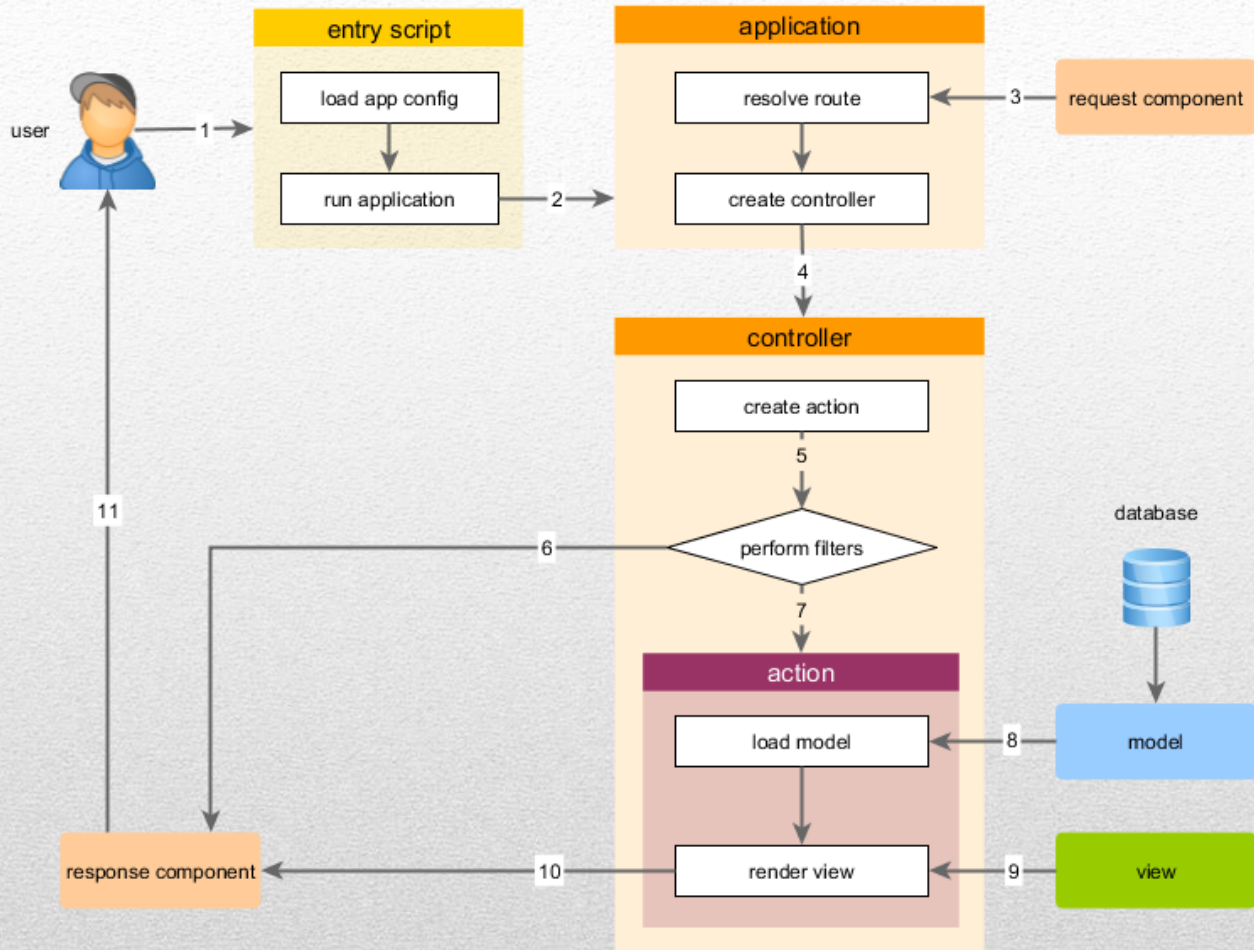 entry script
application
load app config
resolve route
3
request component
user
1
run application
2
create controller
4
controller
create action
5
11
database
6
perform filters
7
action
load model
8
model
response component
10
render view
9
view